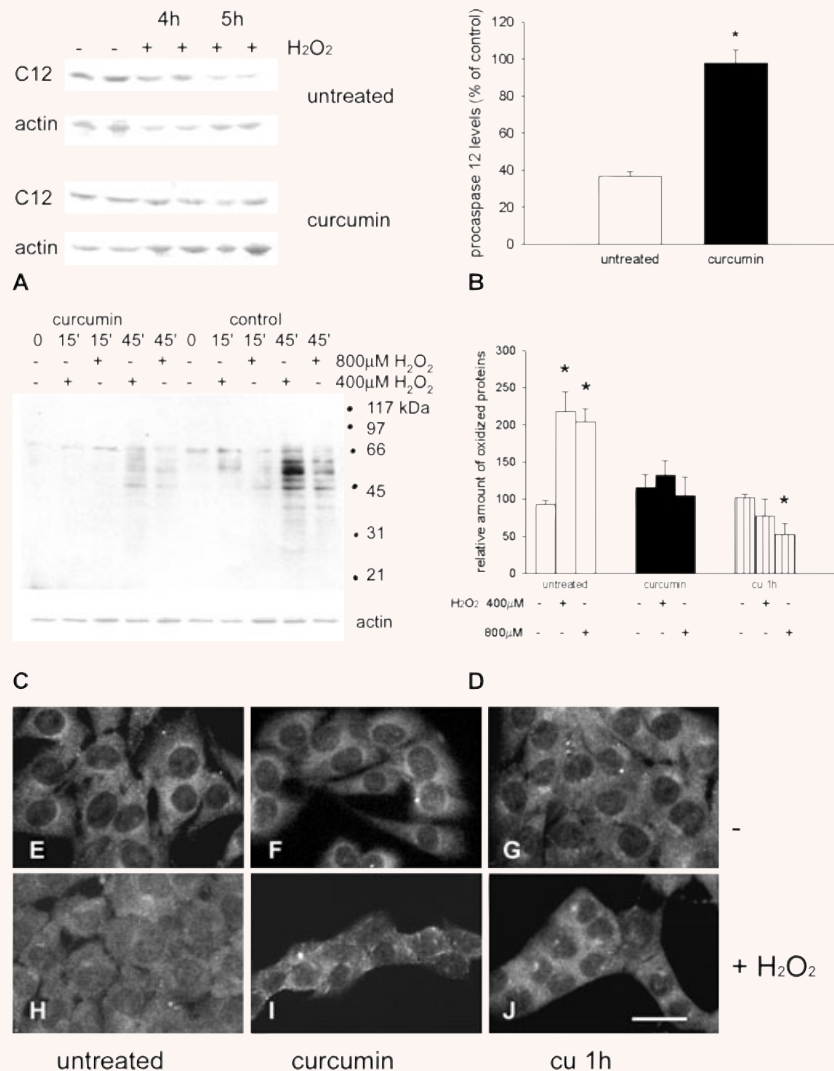 4h 5h
- - + + + + H2O2
C12
untreated
actin
C12
curcumin
actin
A
procaspase 12 levels (% of control)
120
100
80
60
40
20
0
*
untreated curcumin
B
curcumin control
0 15' 15' 45' 45' 0 15' 15' 45' 45'
- - + - + - - + - + 800µM H2O2
- + - + - - + - + - 400µM H2O2
117 kDa
97
66
45
31
21
actin
C
relative amount of oxidized proteins
300
250
200
150
100
50
0
* * *
untreated curcumin cu 1h
H2O2 400µM - + - - + - - + -
800µM - - + - - + - - +
D
E F G -
H I J + H2O2
untreated curcumin cu 1h